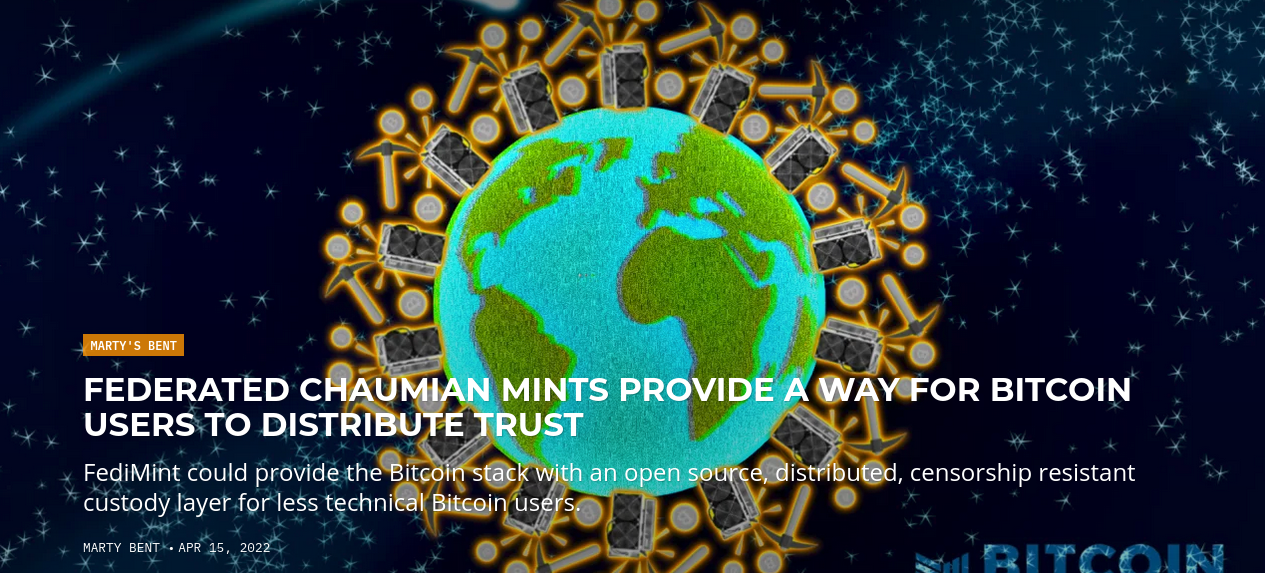 MARTY'S BENT
FEDERATED CHAUMIAN MINTS PROVIDE A WAY FOR BITCOIN
USERS TO DISTRIBUTE TRUST
FediMint could provide the Bitcoin stack with an open source, distributed, censorship resistant
custody layer for less technical Bitcoin users.
MARTY BENT • APR 15, 2022
BITCOIN